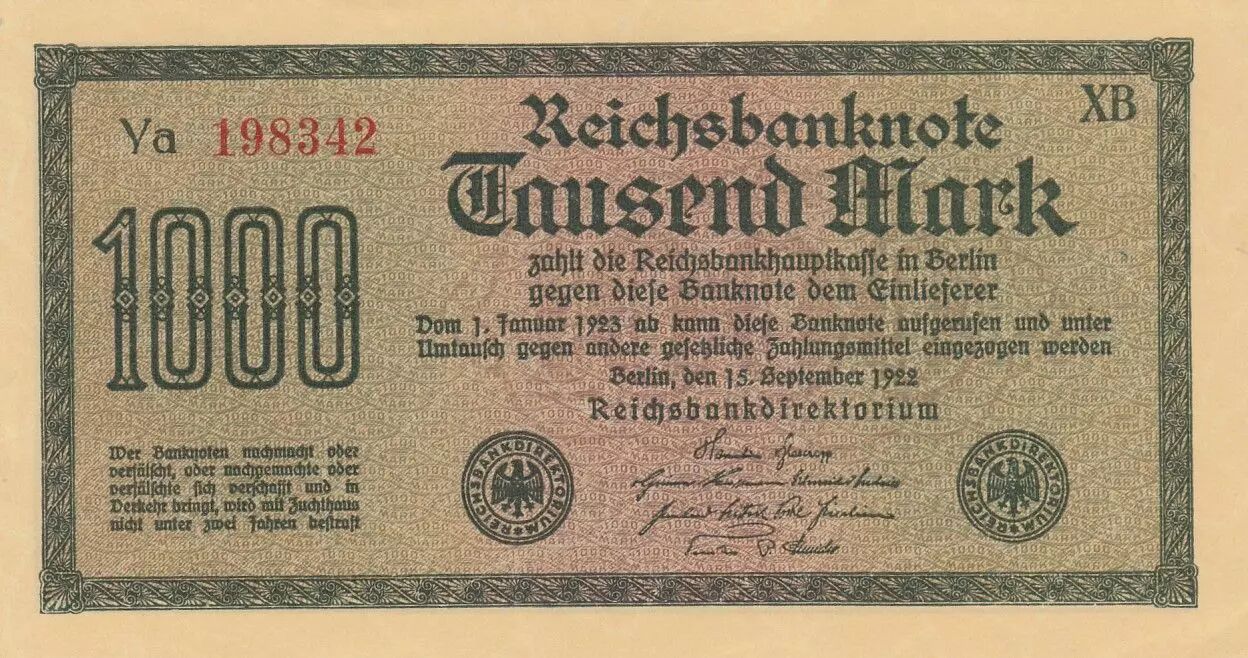 Ya 198342
XB
Reichsbanknote
Tausend Mark
1000
zahlt die Reichsbankhauptkasse in Berlin
gegen diese Banknote dem Einlieferer
Vom 1. Januar 1923 ab kann diese Banknote aufgerufen und unter
Umtausch gegen andere gesetzliche Zahlungsmittel eingezogen werden
Berlin, den 15. September 1922
Reichsbankdirektorium
Wer Banknoten nachmacht oder
verfälscht, oder nachgemachte oder
verfälschte sich verschafft und in
Verkehr bringt, wird mit Zuchthaus
nicht unter zwei Jahren bestraft
REICHSBANKDIREKTORIUM
REICHSBANKDIREKTORIUM